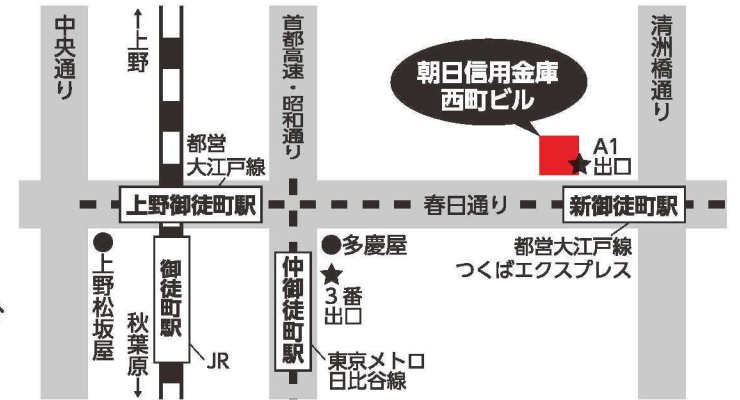 中央通り
←上野
首都高速・昭和通り
清洲橋通り
朝日信用金庫
西町ビル
A1
出口
都営
大江戸線
上野御徒町駅
春日通り
新御徒町駅
都営大江戸線
つくばエクスプレス
上野松坂屋
御徒町駅
秋葉原→
JR
仲御徒町駅
●多慶屋
★
3番
出口
東京メトロ
日比谷線